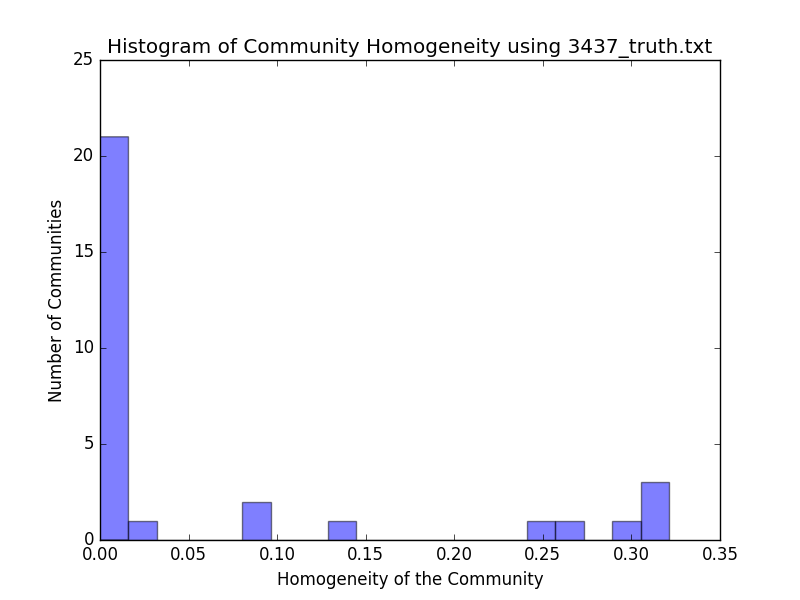 Histogram of Community Homogeneity using 3437_truth.txt
25
20
15
10
5
0
Number of Communities
0.00 0.05 0.10 0.15 0.20 0.25 0.30 0.35
Homogeneity of the Community